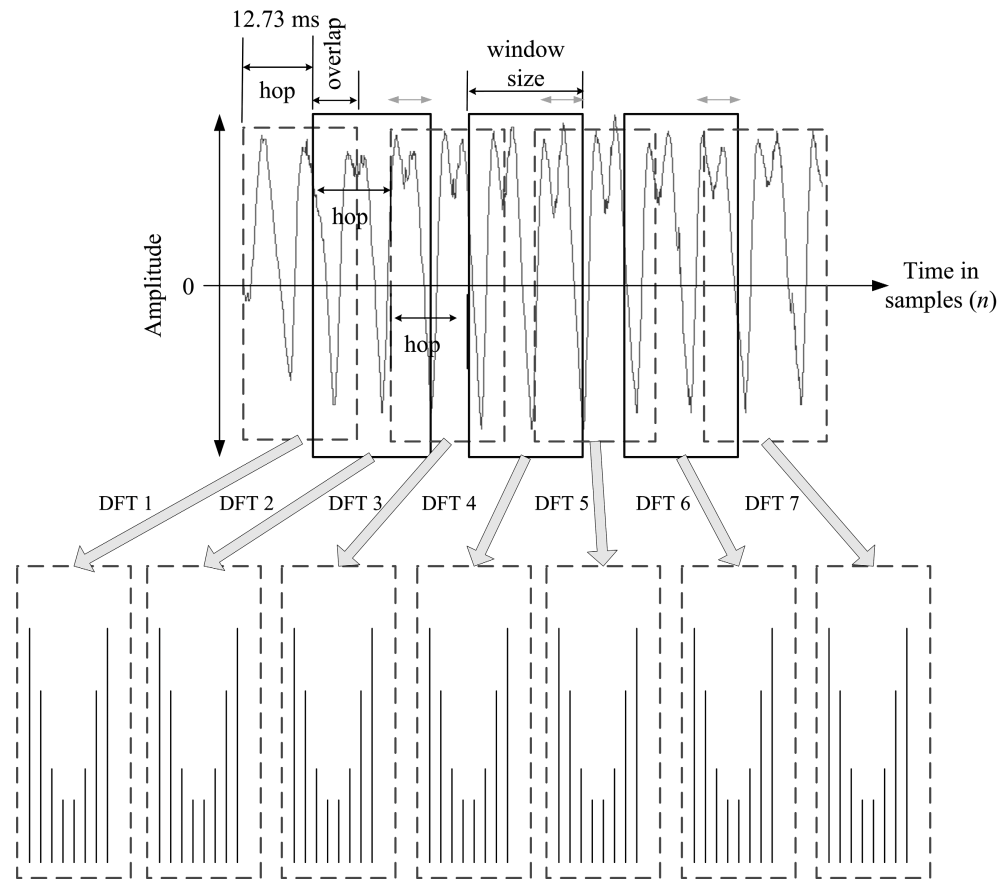 12.73 ms
overlap
hop
window
size
hop
Amplitude
0
Time in
samples (n)
hop
DFT 1
DFT 2
DFT 3
DFT 4
DFT 5
DFT 6
DFT 7